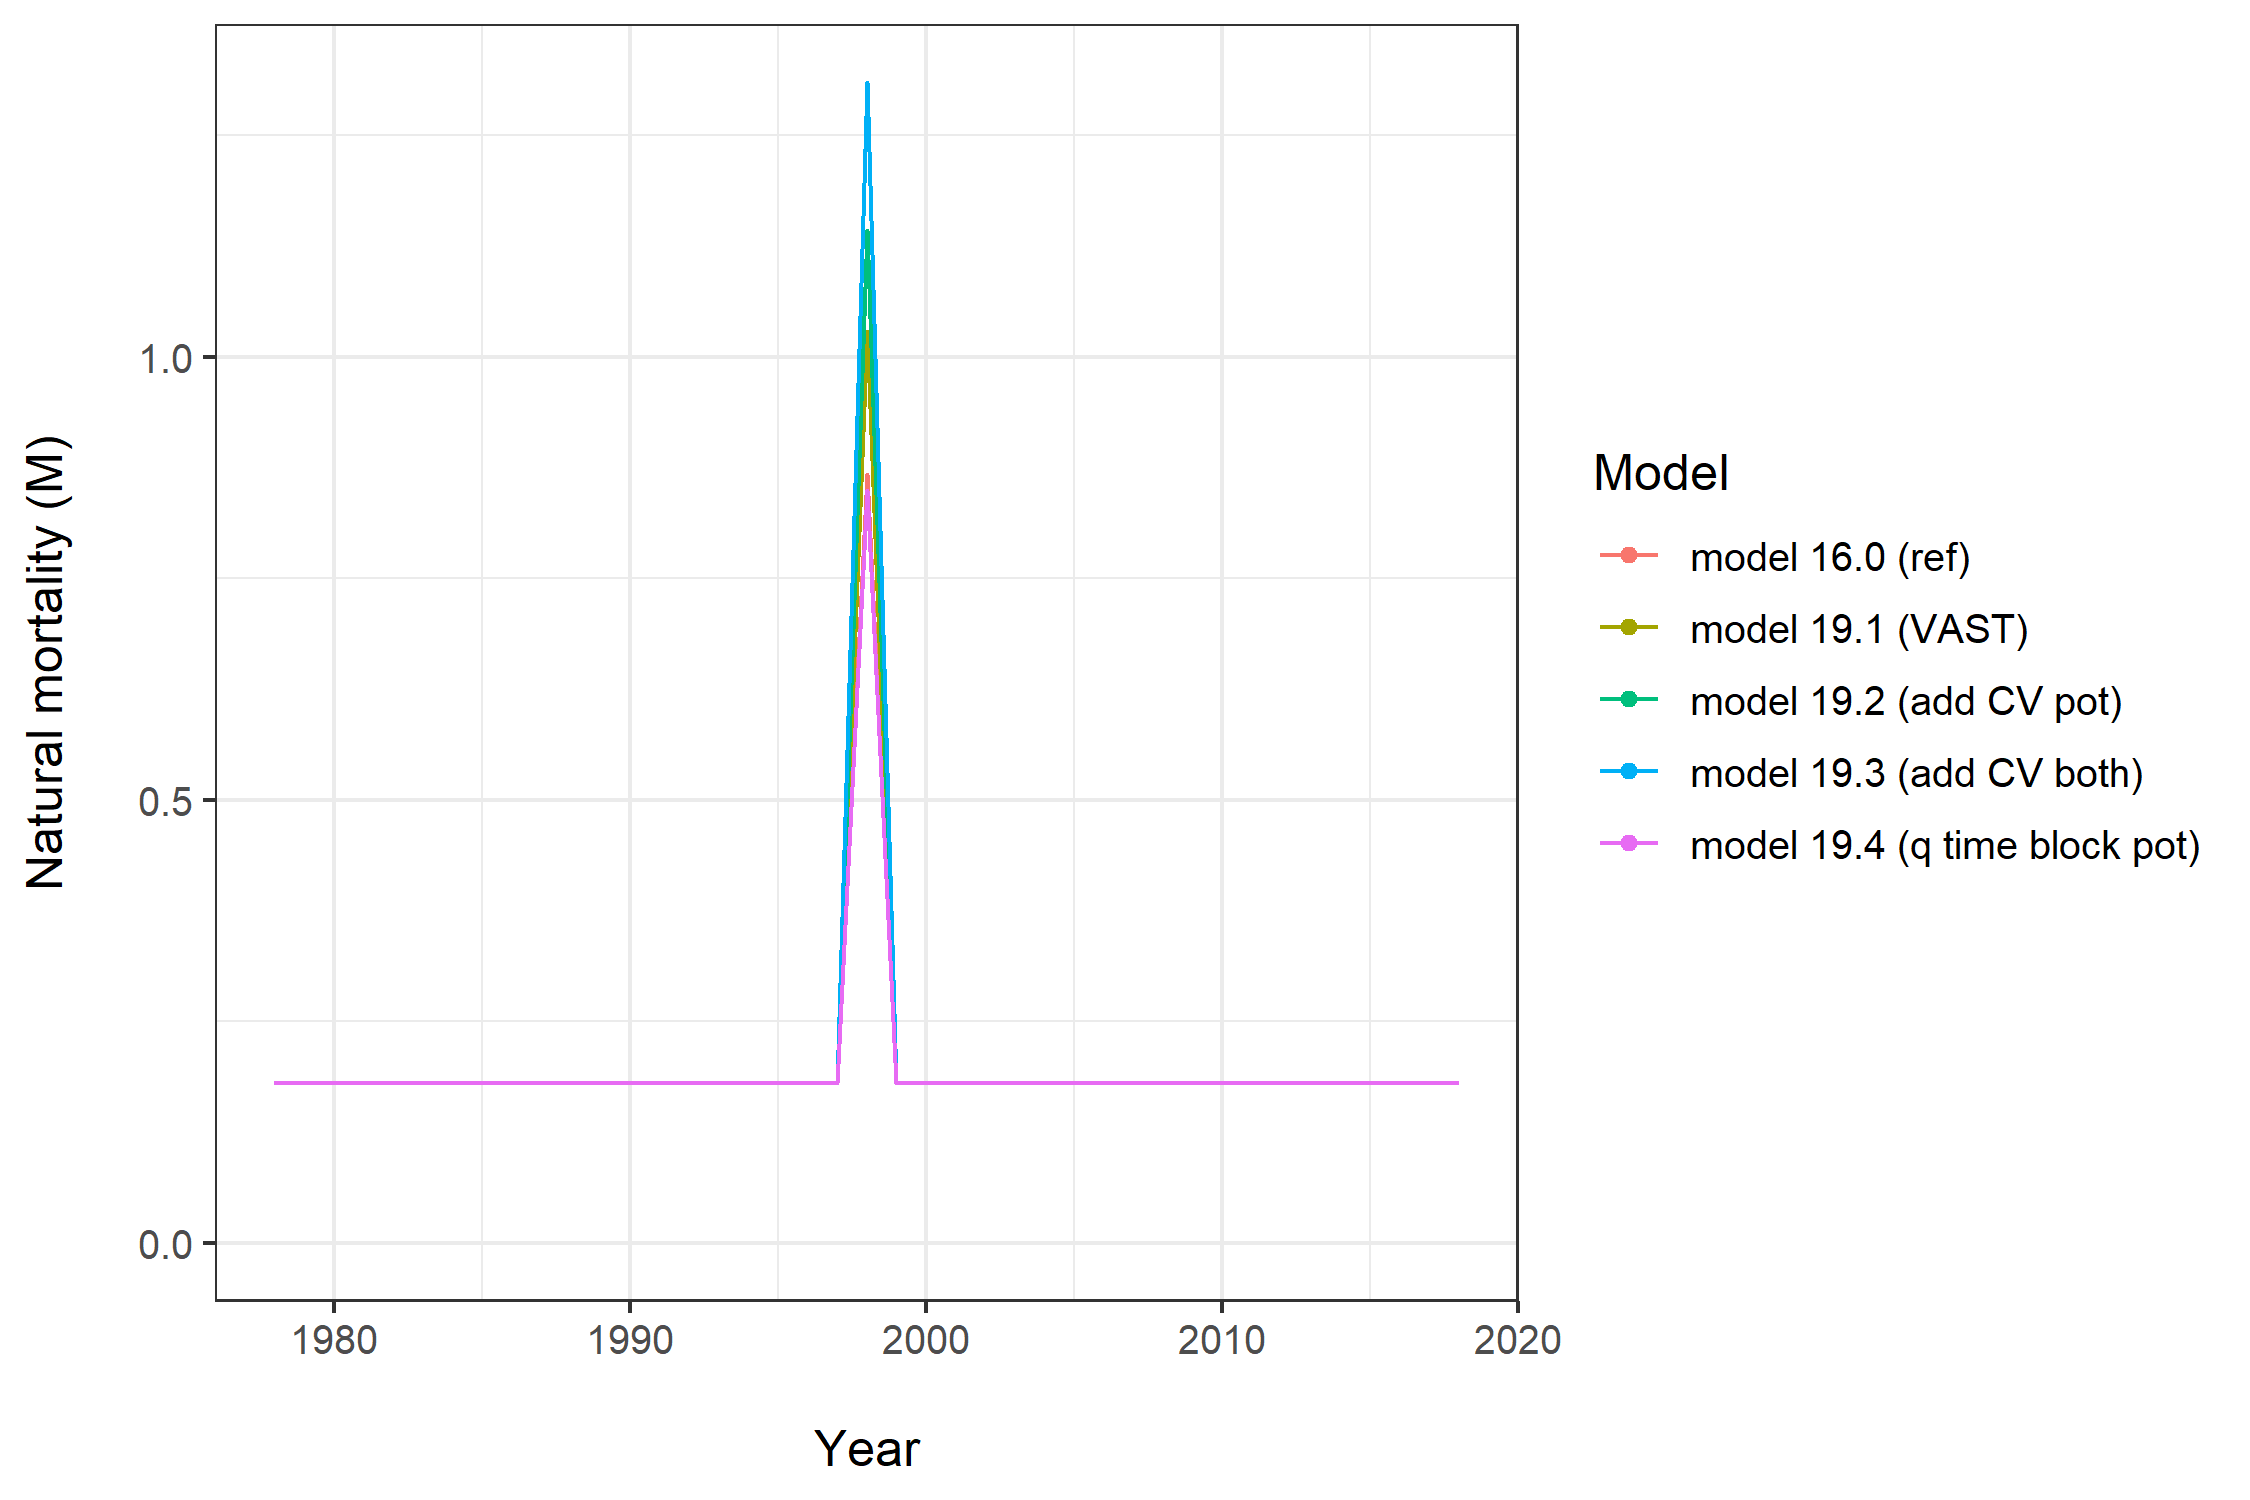 Natural mortality (M)
1.0
0.5
0.0
1980 1990 2000 2010 2020
Year
Model
model 16.0 (ref)
model 19.1 (VAST)
model 19.2 (add CV pot)
model 19.3 (add CV both)
model 19.4 (q time block pot)